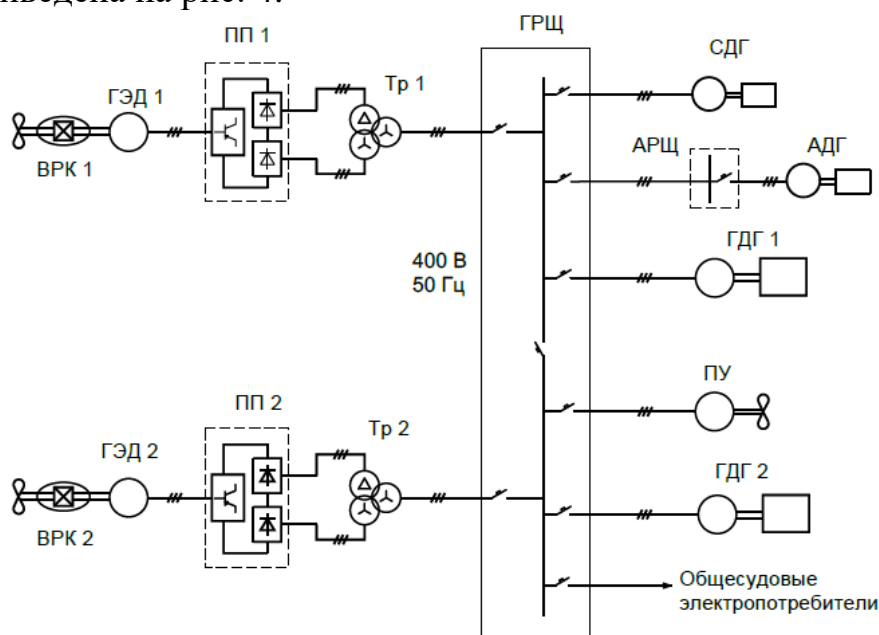 ПП 1
ГРЩ
СДГ
ГЭД 1
Тр 1
АРЩ
АДГ
ВРК 1
ГДГ 1
400 В
50 Гц
ПУ
ПП 2
Тр 2
ГЭД 2
ГДГ 2
ВРК 2
Общесудовые
электропотребители